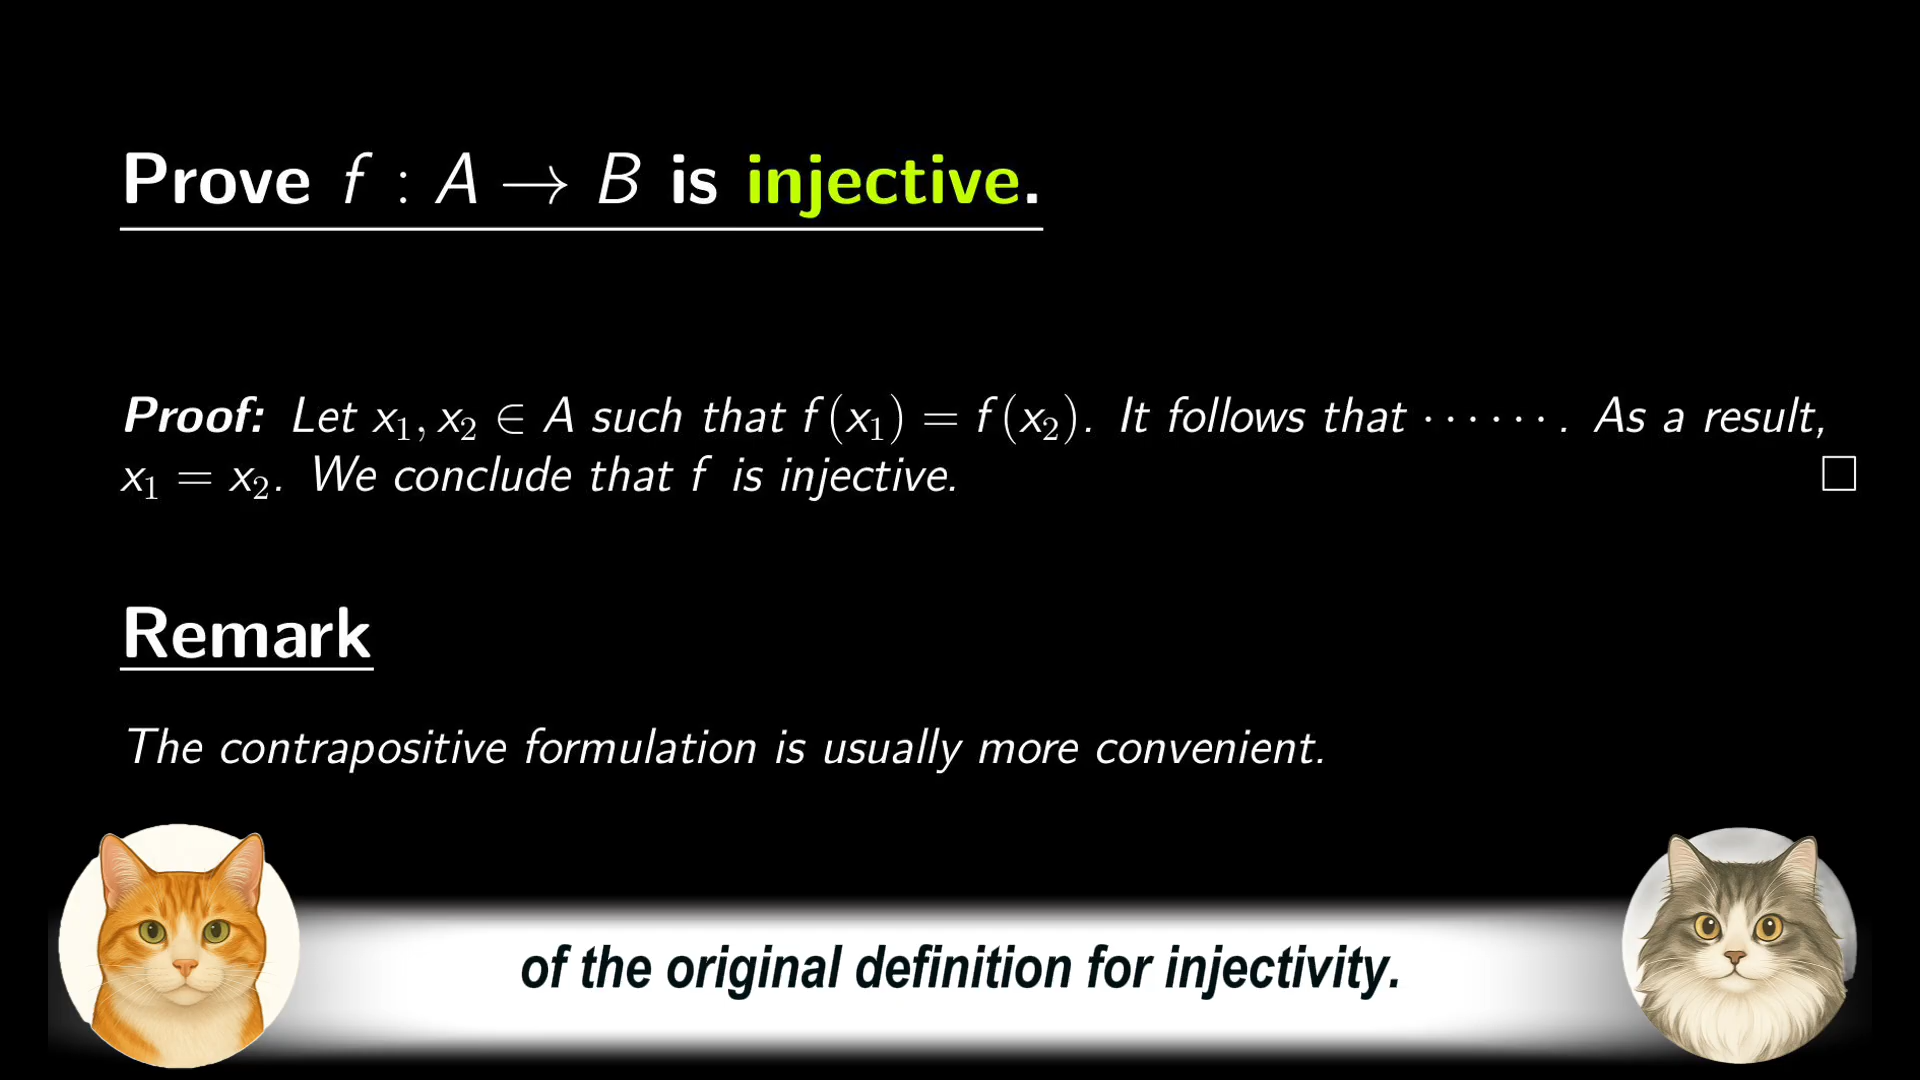 Prove f : A → B is injective.
Proof: Let x₁, x₂ ∈ A such that f(x₁) = f(x₂). It follows that · · · · · · . As a result,
x₁ = x₂. We conclude that f is injective. □
Remark
The contrapositive formulation is usually more convenient.
of the original definition for injectivity.